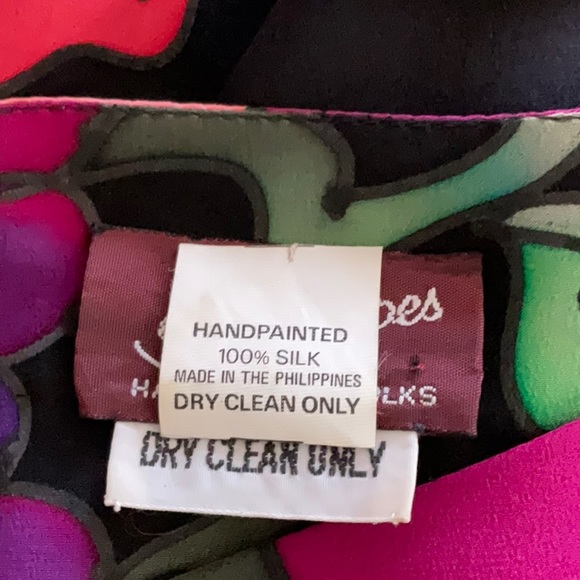 HANDPAINTED
100% SILK
MADE IN THE PHILIPPINES
DRY CLEAN ONLY
DRY CLEAN ONLY